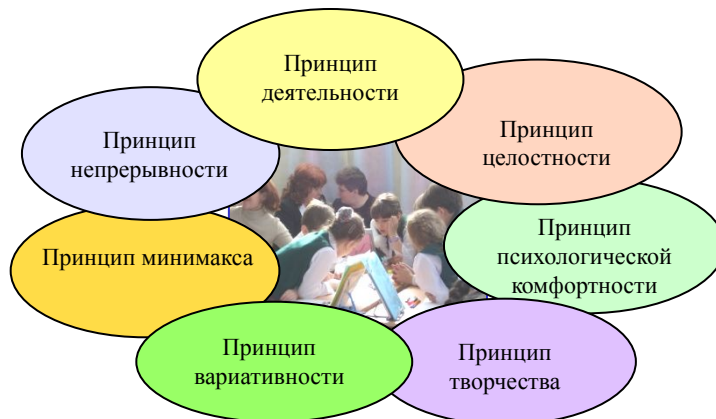 Принцип
деятельности
Принцип
целостности
Принцип
психологической
комфортности
Принцип
творчества
Принцип
вариативности
Принцип минимакса
Принцип
непрерывности